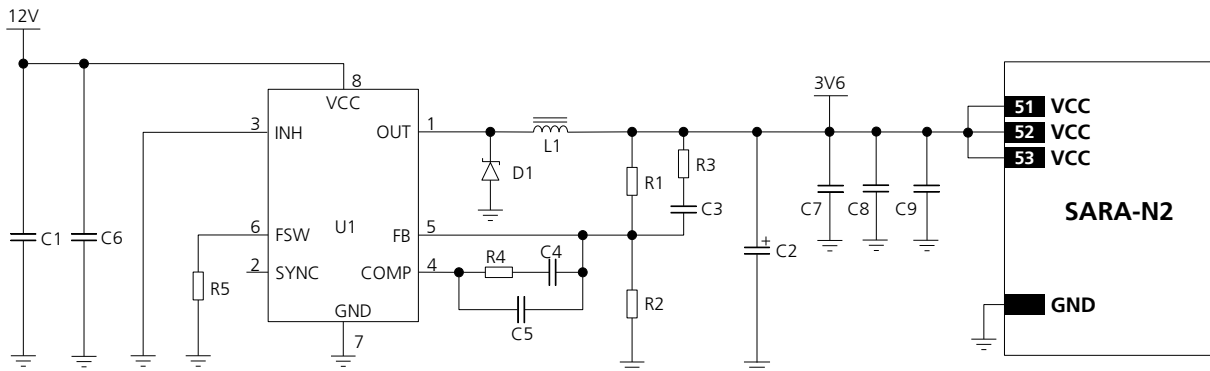 12V
8
VCC
3V6
51 VCC
3 INH
OUT 1
52 VCC
L1
53 VCC
R3
D1
R1
C3
C7
C8
C9
SARA-N2
C1
C6
6 FSW
U1
FB 5
C2
2 SYNC
COMP 4
R4
C4
R5
R2
C5
GND
7
GND